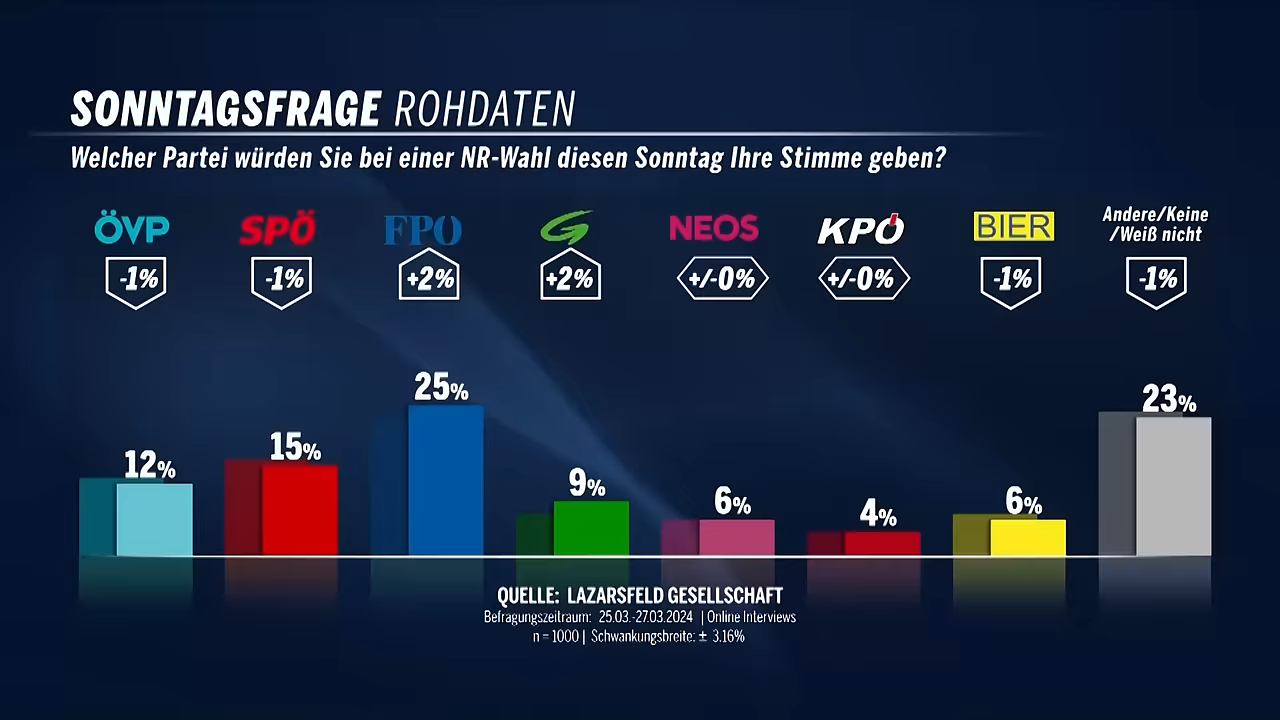 SONNTAGSFRAGE ROHDATEN
Welcher Partei würden Sie bei einer NR-Wahl diesen Sonntag Ihre Stimme geben?
ÖVP SPÖ FPÖ G NEOS KPÖ BIER Andere/Keine
/Weiß nicht
-1% -1% +2% +2% +/-0% +/-0% -1% -1%
12% 15% 25% 9% 6% 4% 6% 23%
QUELLE: LAZARSFELD GESELLSCHAFT
Befragungszeitraum: 25.03.-27.03.2024 | Online Interviews
n = 1000 | Schwankungsbreite: ± 3.16%